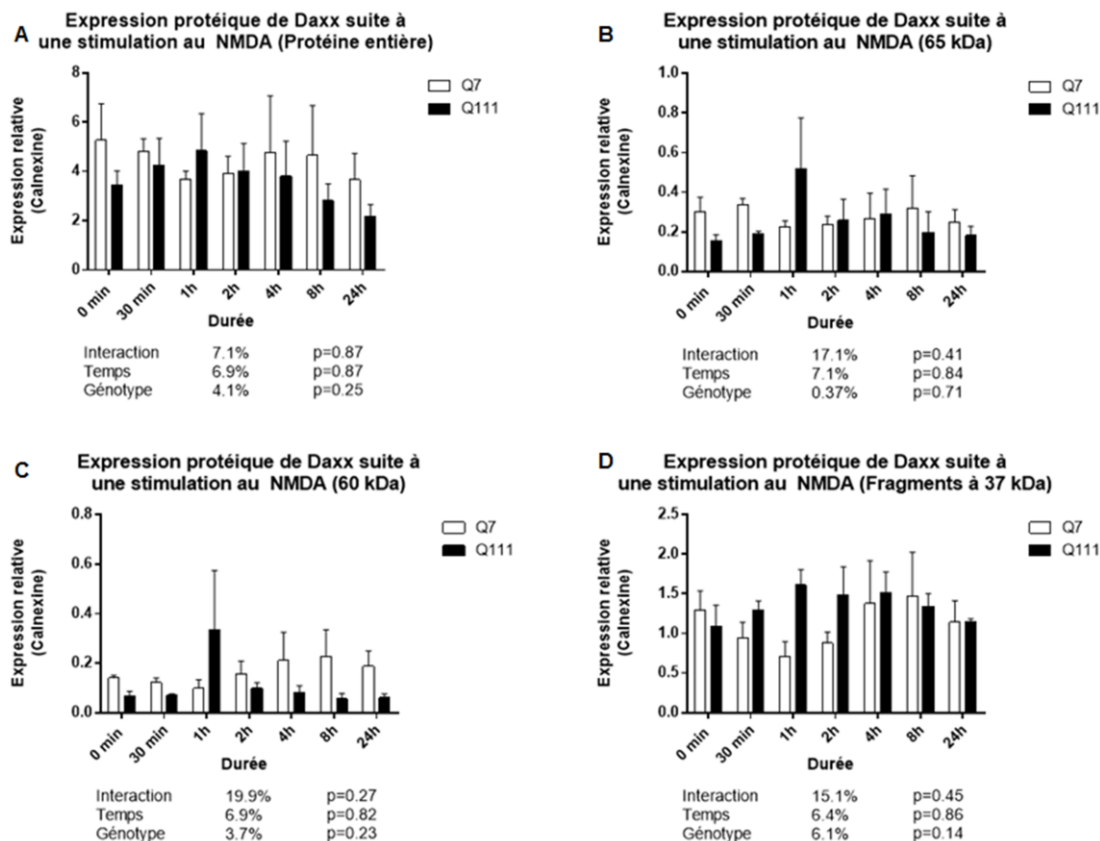 A
Expression protéique de Daxx suite à
une stimulation au NMDA (Protéine entière)
Expression relative
(Calnexine)
8
6
4
2
0
Q7
Q111
0 min
30 min
1h
2h
4h
8h
24h
Durée
Interaction 7.1% p=0.87
Temps 6.9% p=0.87
Génotype 4.1% p=0.25
B
Expression protéique de Daxx suite à
une stimulation au NMDA (65 kDa)
Expression relative
(Calnexine)
1.0
0.8
0.6
0.4
0.2
0.0
Q7
Q111
0 min
30 min
1h
2h
4h
8h
24h
Durée
Interaction 17.1% p=0.41
Temps 7.1% p=0.84
Génotype 0.37% p=0.71
C
Expression protéique de Daxx suite à
une stimulation au NMDA (60 kDa)
Expression relative
(Calnexine)
0.8
0.6
0.4
0.2
0.0
Q7
Q111
0 min
30 min
1h
2h
4h
8h
24h
Durée
Interaction 19.9% p=0.27
Temps 6.9% p=0.82
Génotype 3.7% p=0.23
D
Expression protéique de Daxx suite à
une stimulation au NMDA (Fragments à 37 kDa)
Expression relative
(Calnexine)
2.5
2.0
1.5
1.0
0.5
0.0
Q7
Q111
0 min
30 min
1h
2h
4h
8h
24h
Durée
Interaction 15.1% p=0.45
Temps 6.4% p=0.86
Génotype 6.1% p=0.14